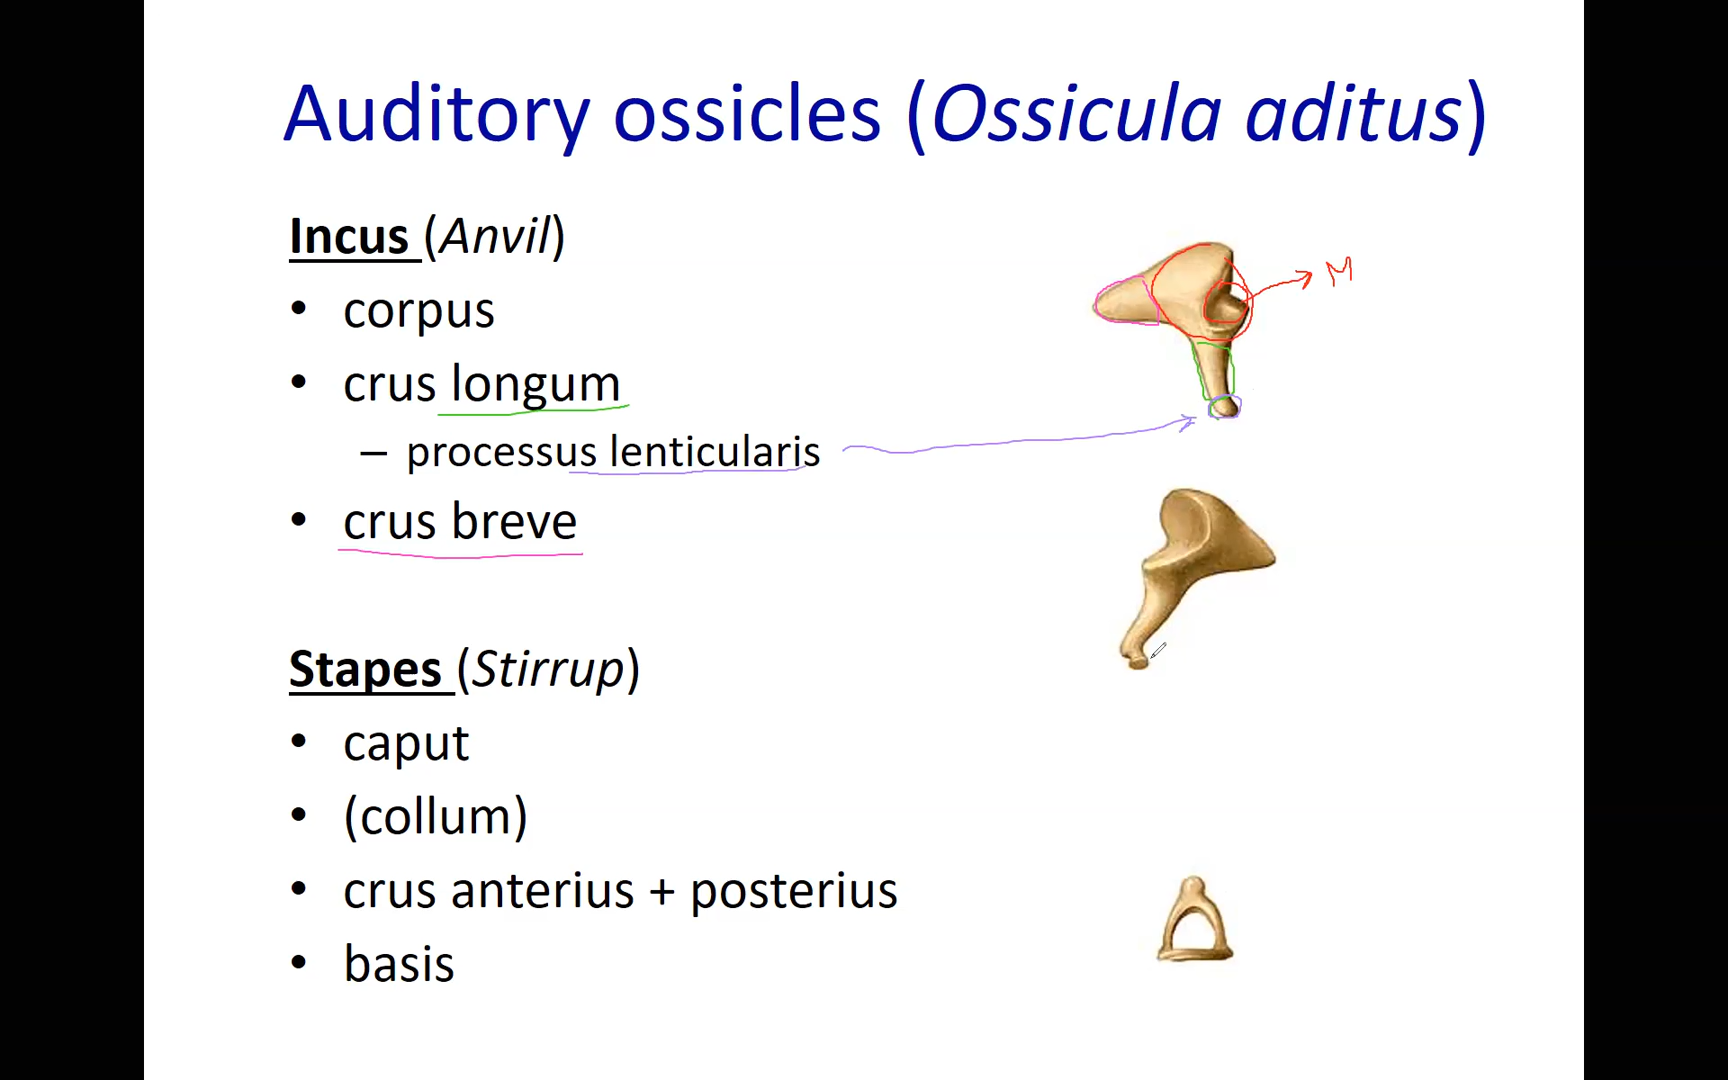 Auditory ossicles (Ossicula aditus)
Incus (Anvil)
• corpus
• crus longum
– processus lenticularis
• crus breve
M
Stapes (Stirrup)
• caput
• (collum)
• crus anterius + posterius
• basis